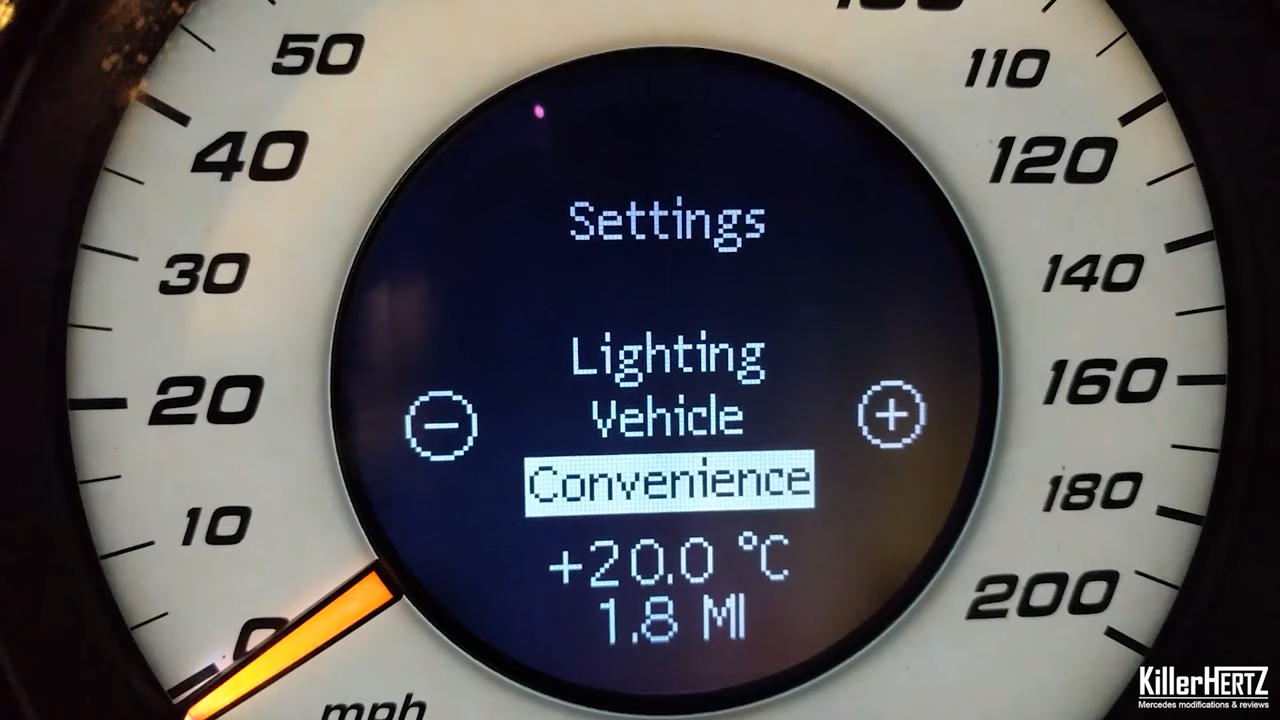 50
40
30
20
10
0
mph
110
120
140
160
180
200
Settings
Lighting
Vehicle
Convenience
+20.0 °C
1.8 MI
KillerHERTZ
Mercedes modifications & reviews